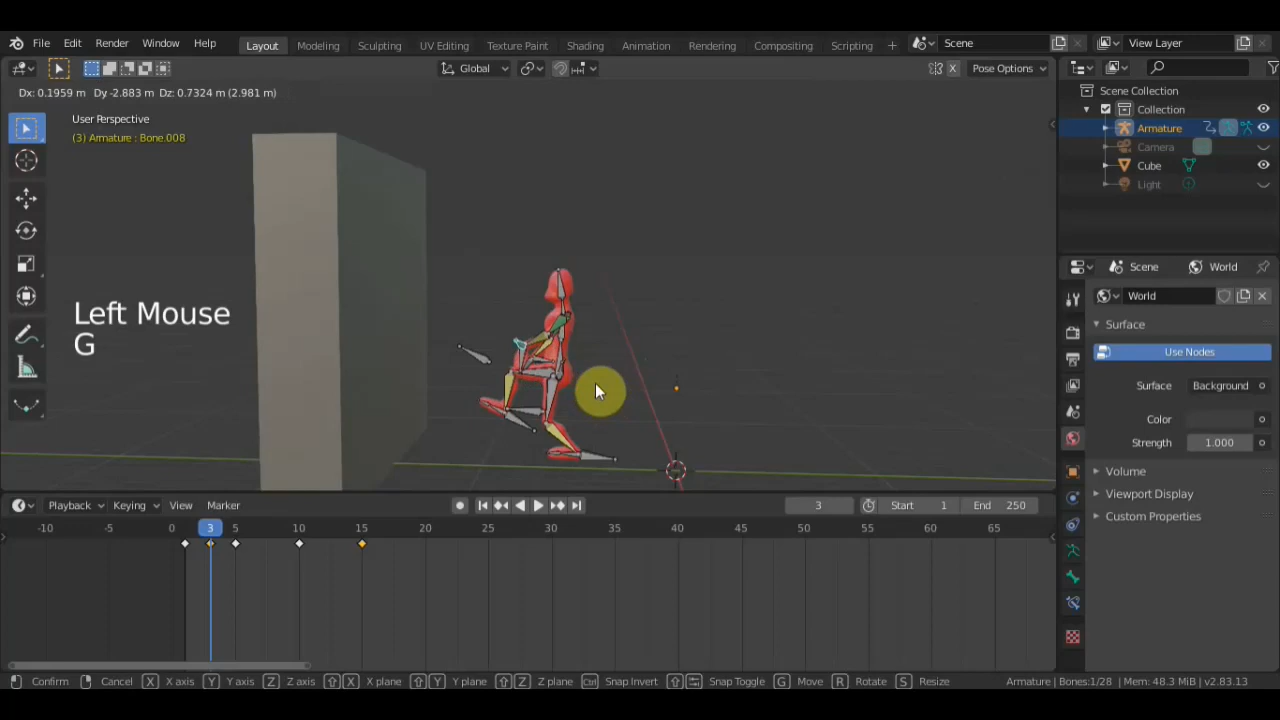 File Edit Render Window Help Layout Modeling Sculpting UV Editing Texture Paint Shading Animation Rendering Compositing Scripting + Scene View Layer
Global Pose Options X
Dx: 0.1959 m Dy -2.883 m Dz: 0.7324 m (2.981 m)
User Perspective
(3) Armature : Bone.008
Left Mouse
G
Scene Collection
Collection
Armature
Camera
Cube
Light
Scene World
World
Surface
Use Nodes
Surface Background
Color
Strength 1.000
Volume
Viewport Display
Custom Properties
Playback Keying View Marker 3 Start 1 End 250
-10 0 3 5 10 15 20 25 30 35 40 45 50 55 60 65
Confirm Cancel X X axis Y Y axis Z Z axis X X plane Y Y plane Z Z plane Ctrl Snap Invert Snap Toggle G Move R Rotate S Resize Armature | Bones:1/28 | Mem: 48.3 MiB | v2.83.13